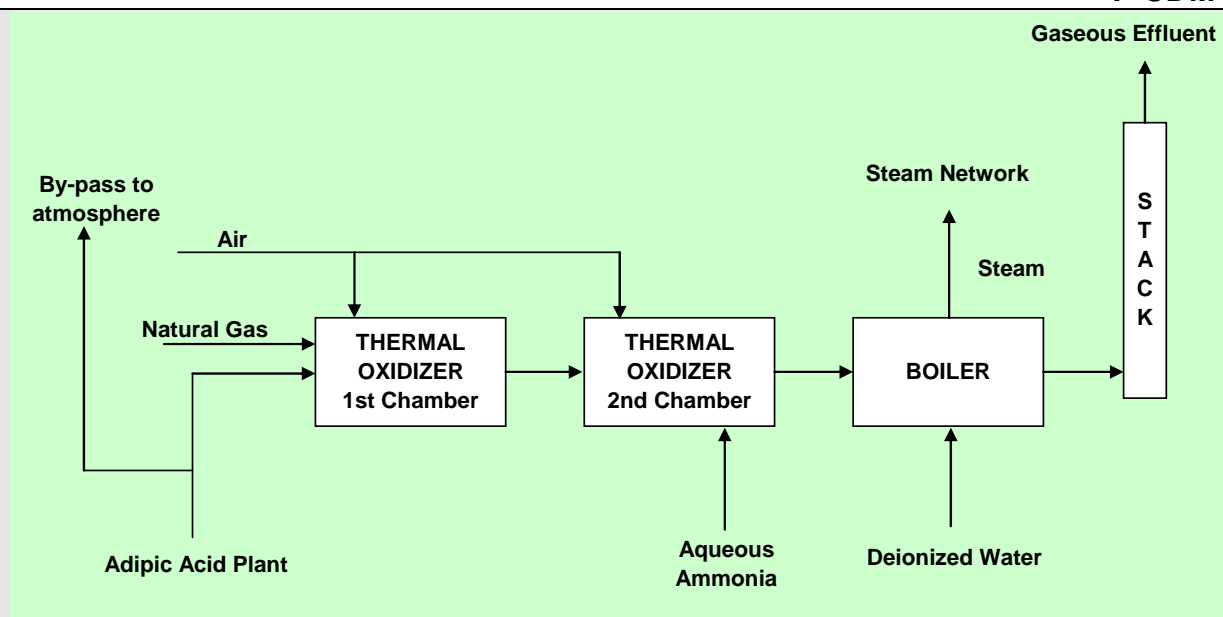 Gaseous Effluent
By-pass to
atmosphere
Air
Steam Network
Steam
S
T
A
C
K
Natural Gas
THERMAL
OXIDIZER
1st Chamber
THERMAL
OXIDIZER
2nd Chamber
BOILER
Adipic Acid Plant
Aqueous
Ammonia
Deionized Water